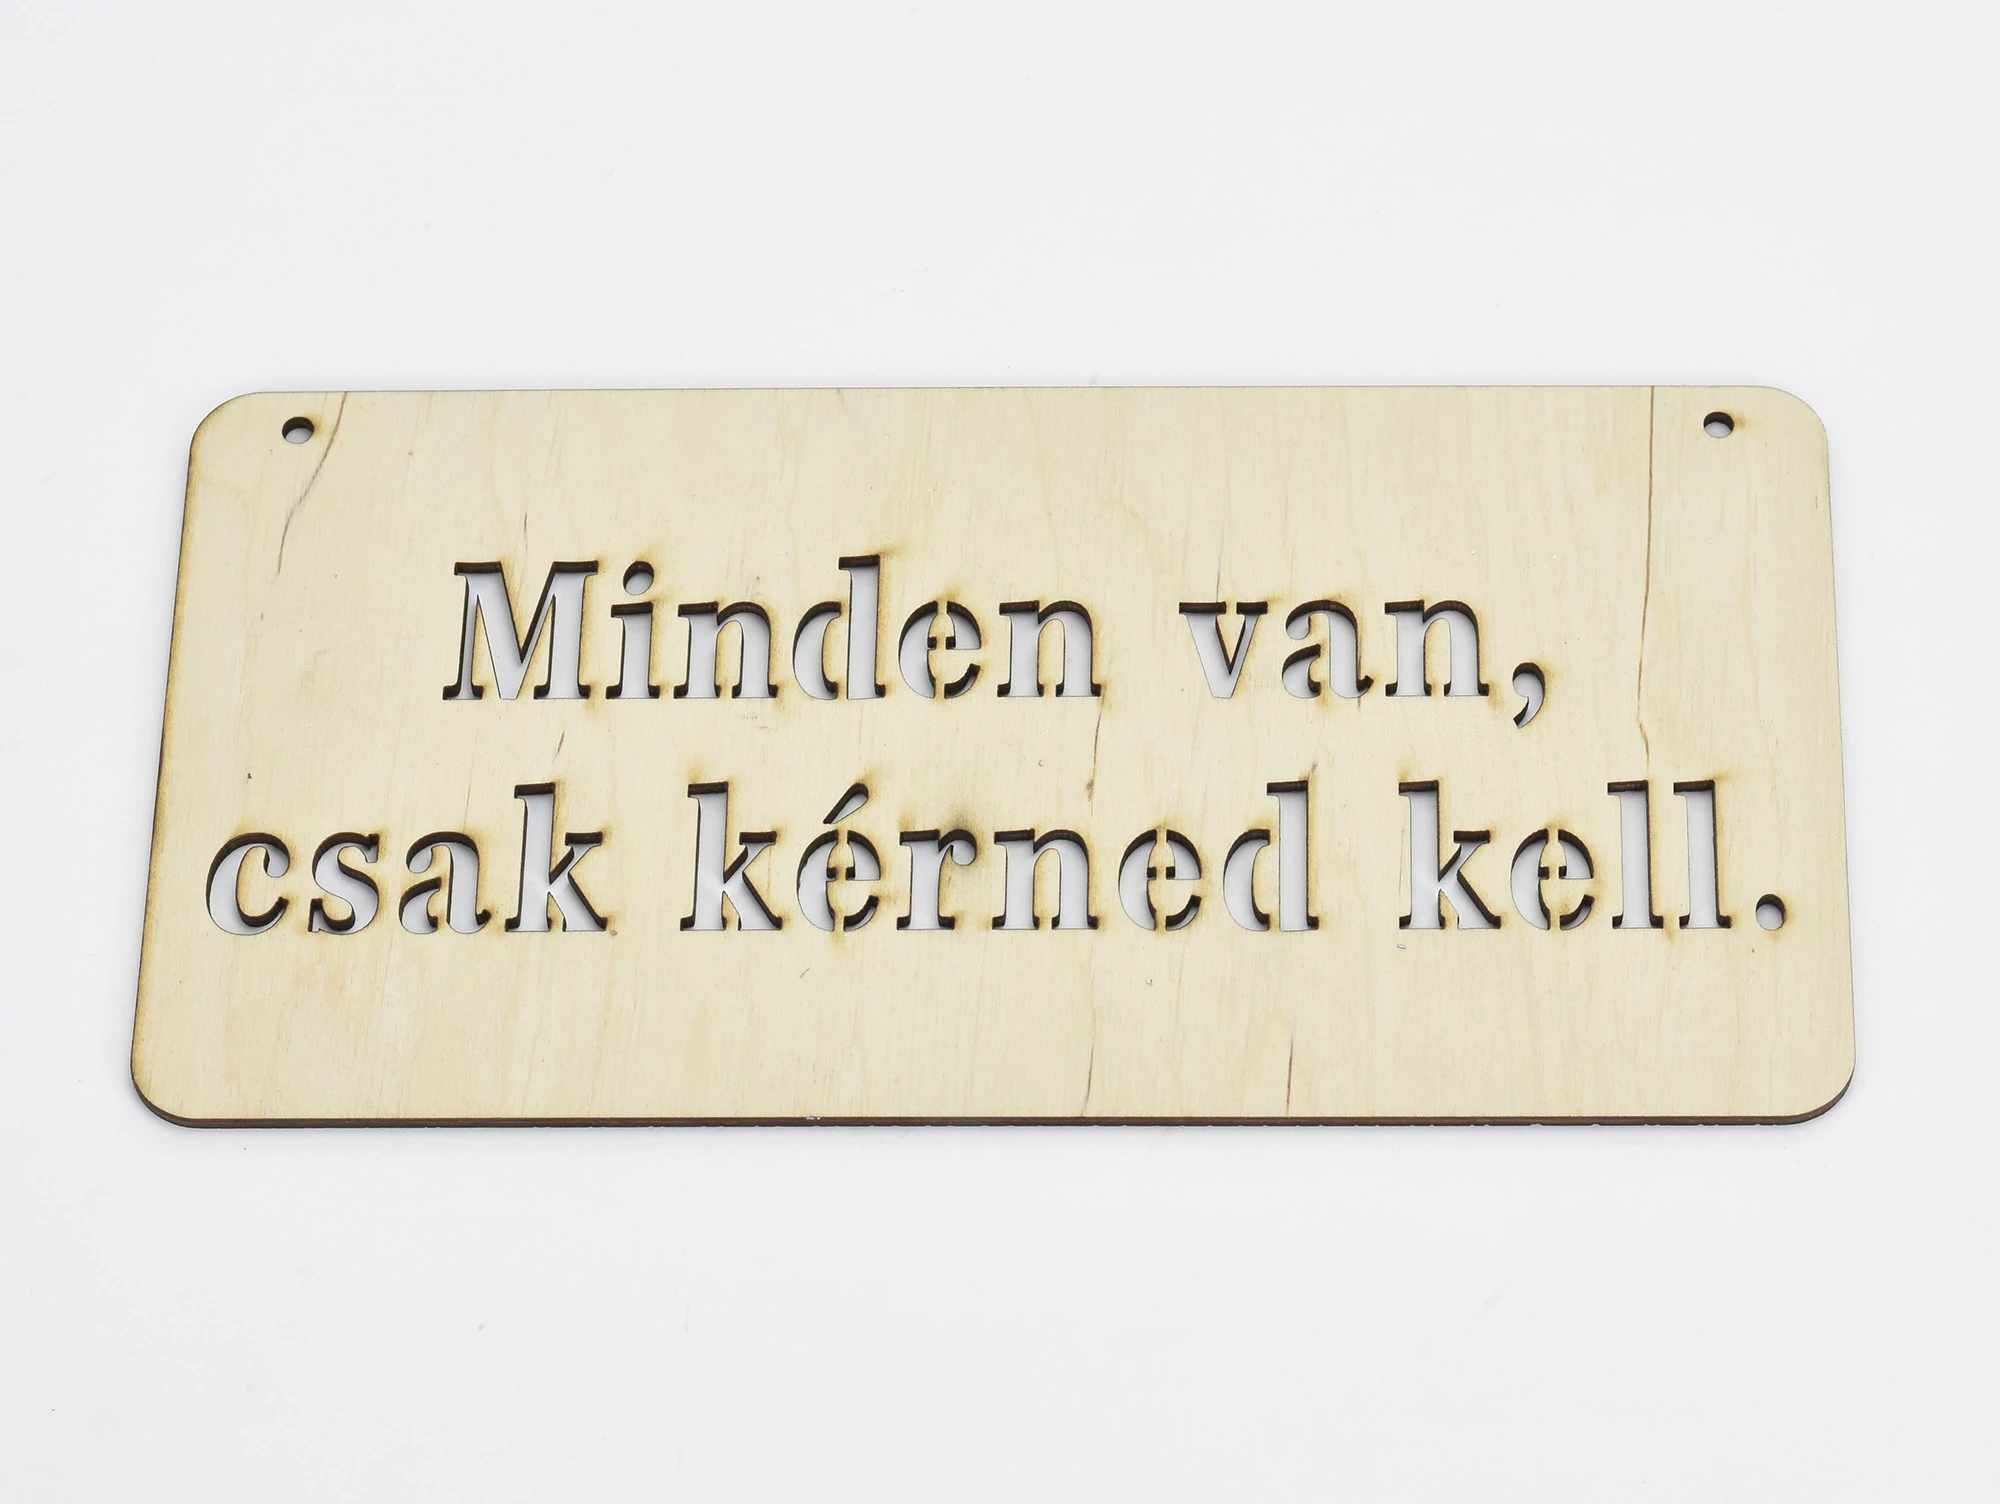 Minden van,
csak kérned kell.